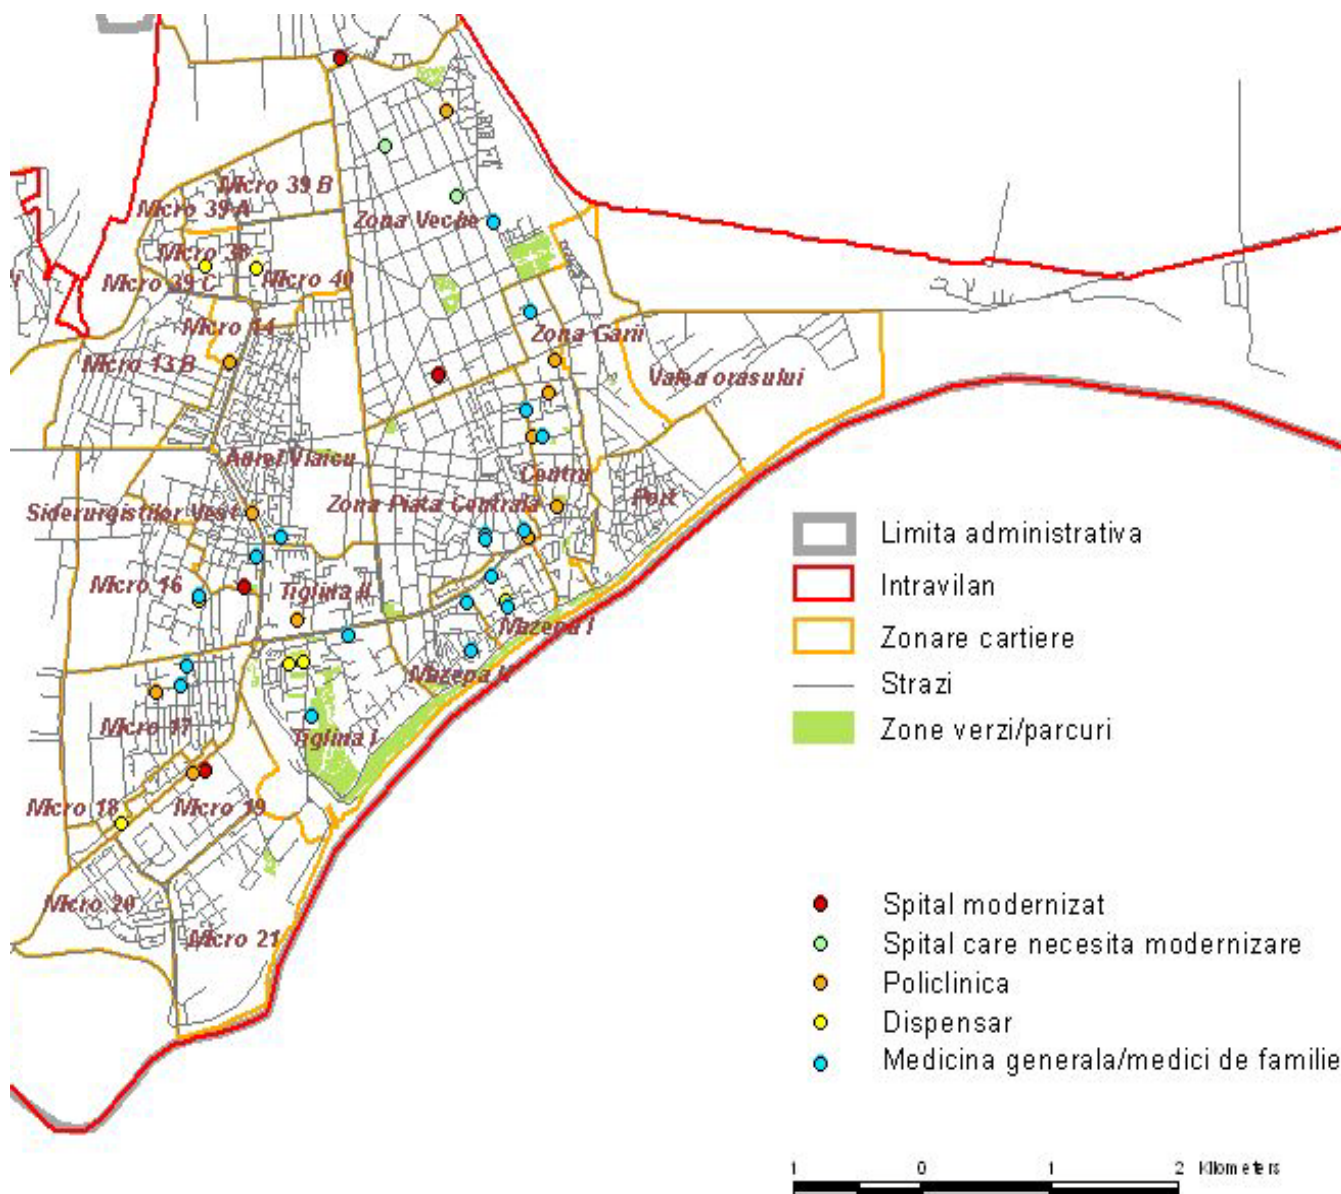 Micro 39 B
Micro 39 A
Zona Veche
Micro 38
Micro 39 C
Micro 40
Micro 14
Zona Garii
Micro 13 B
Valea orasului
Aurel Vlaicu
Centru
Zona Piata Centrala
Port
Siderurgistilor Vest
Micro 16
Tiglina II
Mazepa I
Mazepa II
Micro 17
Tiglina I
Micro 18
Micro 19
Micro 20
Micro 21
Limita administrativa
Intravilan
Zonare cartiere
Strazi
Zone verzi/parcuri
Spital modernizat
Spital care necesita modernizare
Policlinica
Dispensar
Medicina generala/medici de familie
1 0 1 2 Kilometers